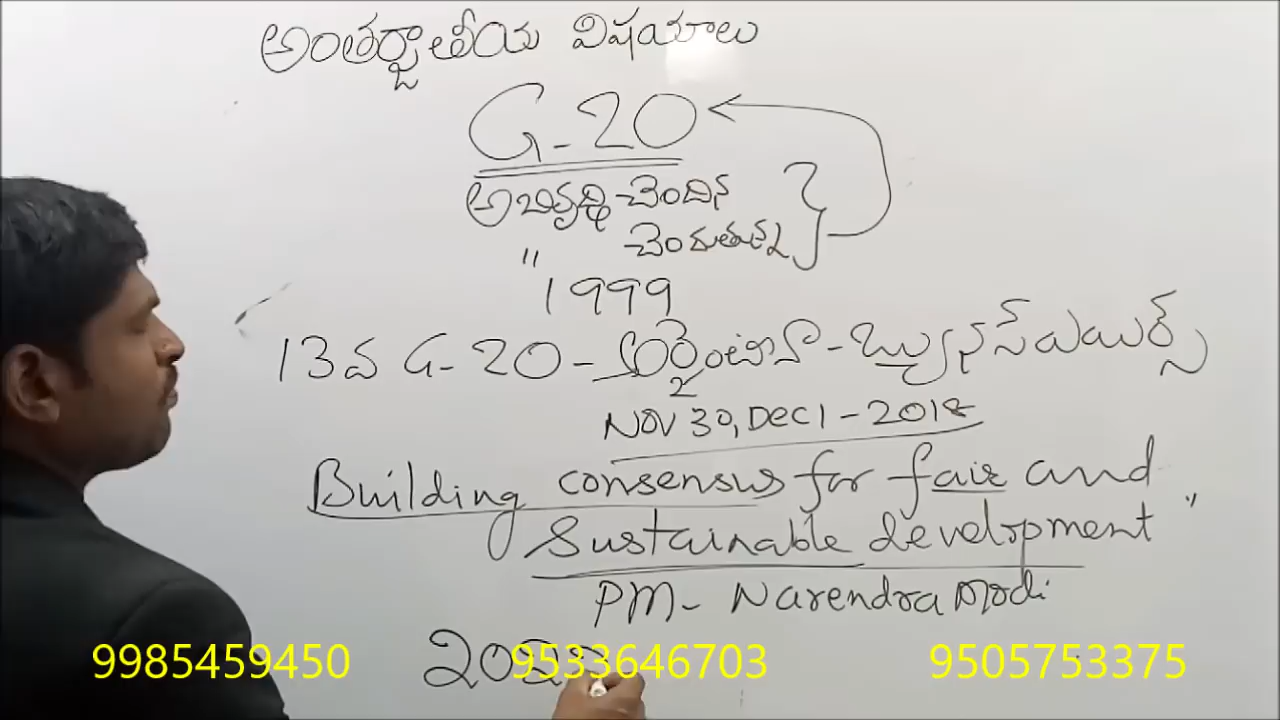 అంతర్జాతీయ విషయాలు
G-20
అభివృద్ధి చెందిన
" చెందుతున్న
1999
13వ G-20-అర్జెంటీనా-బ్యునస్ఎయిర్స్
NOV 30, DEC 1 - 2018
Building consensus for fair and
Sustainable development "
PM- Narendra modi
9985459450 9533646703 9505753375